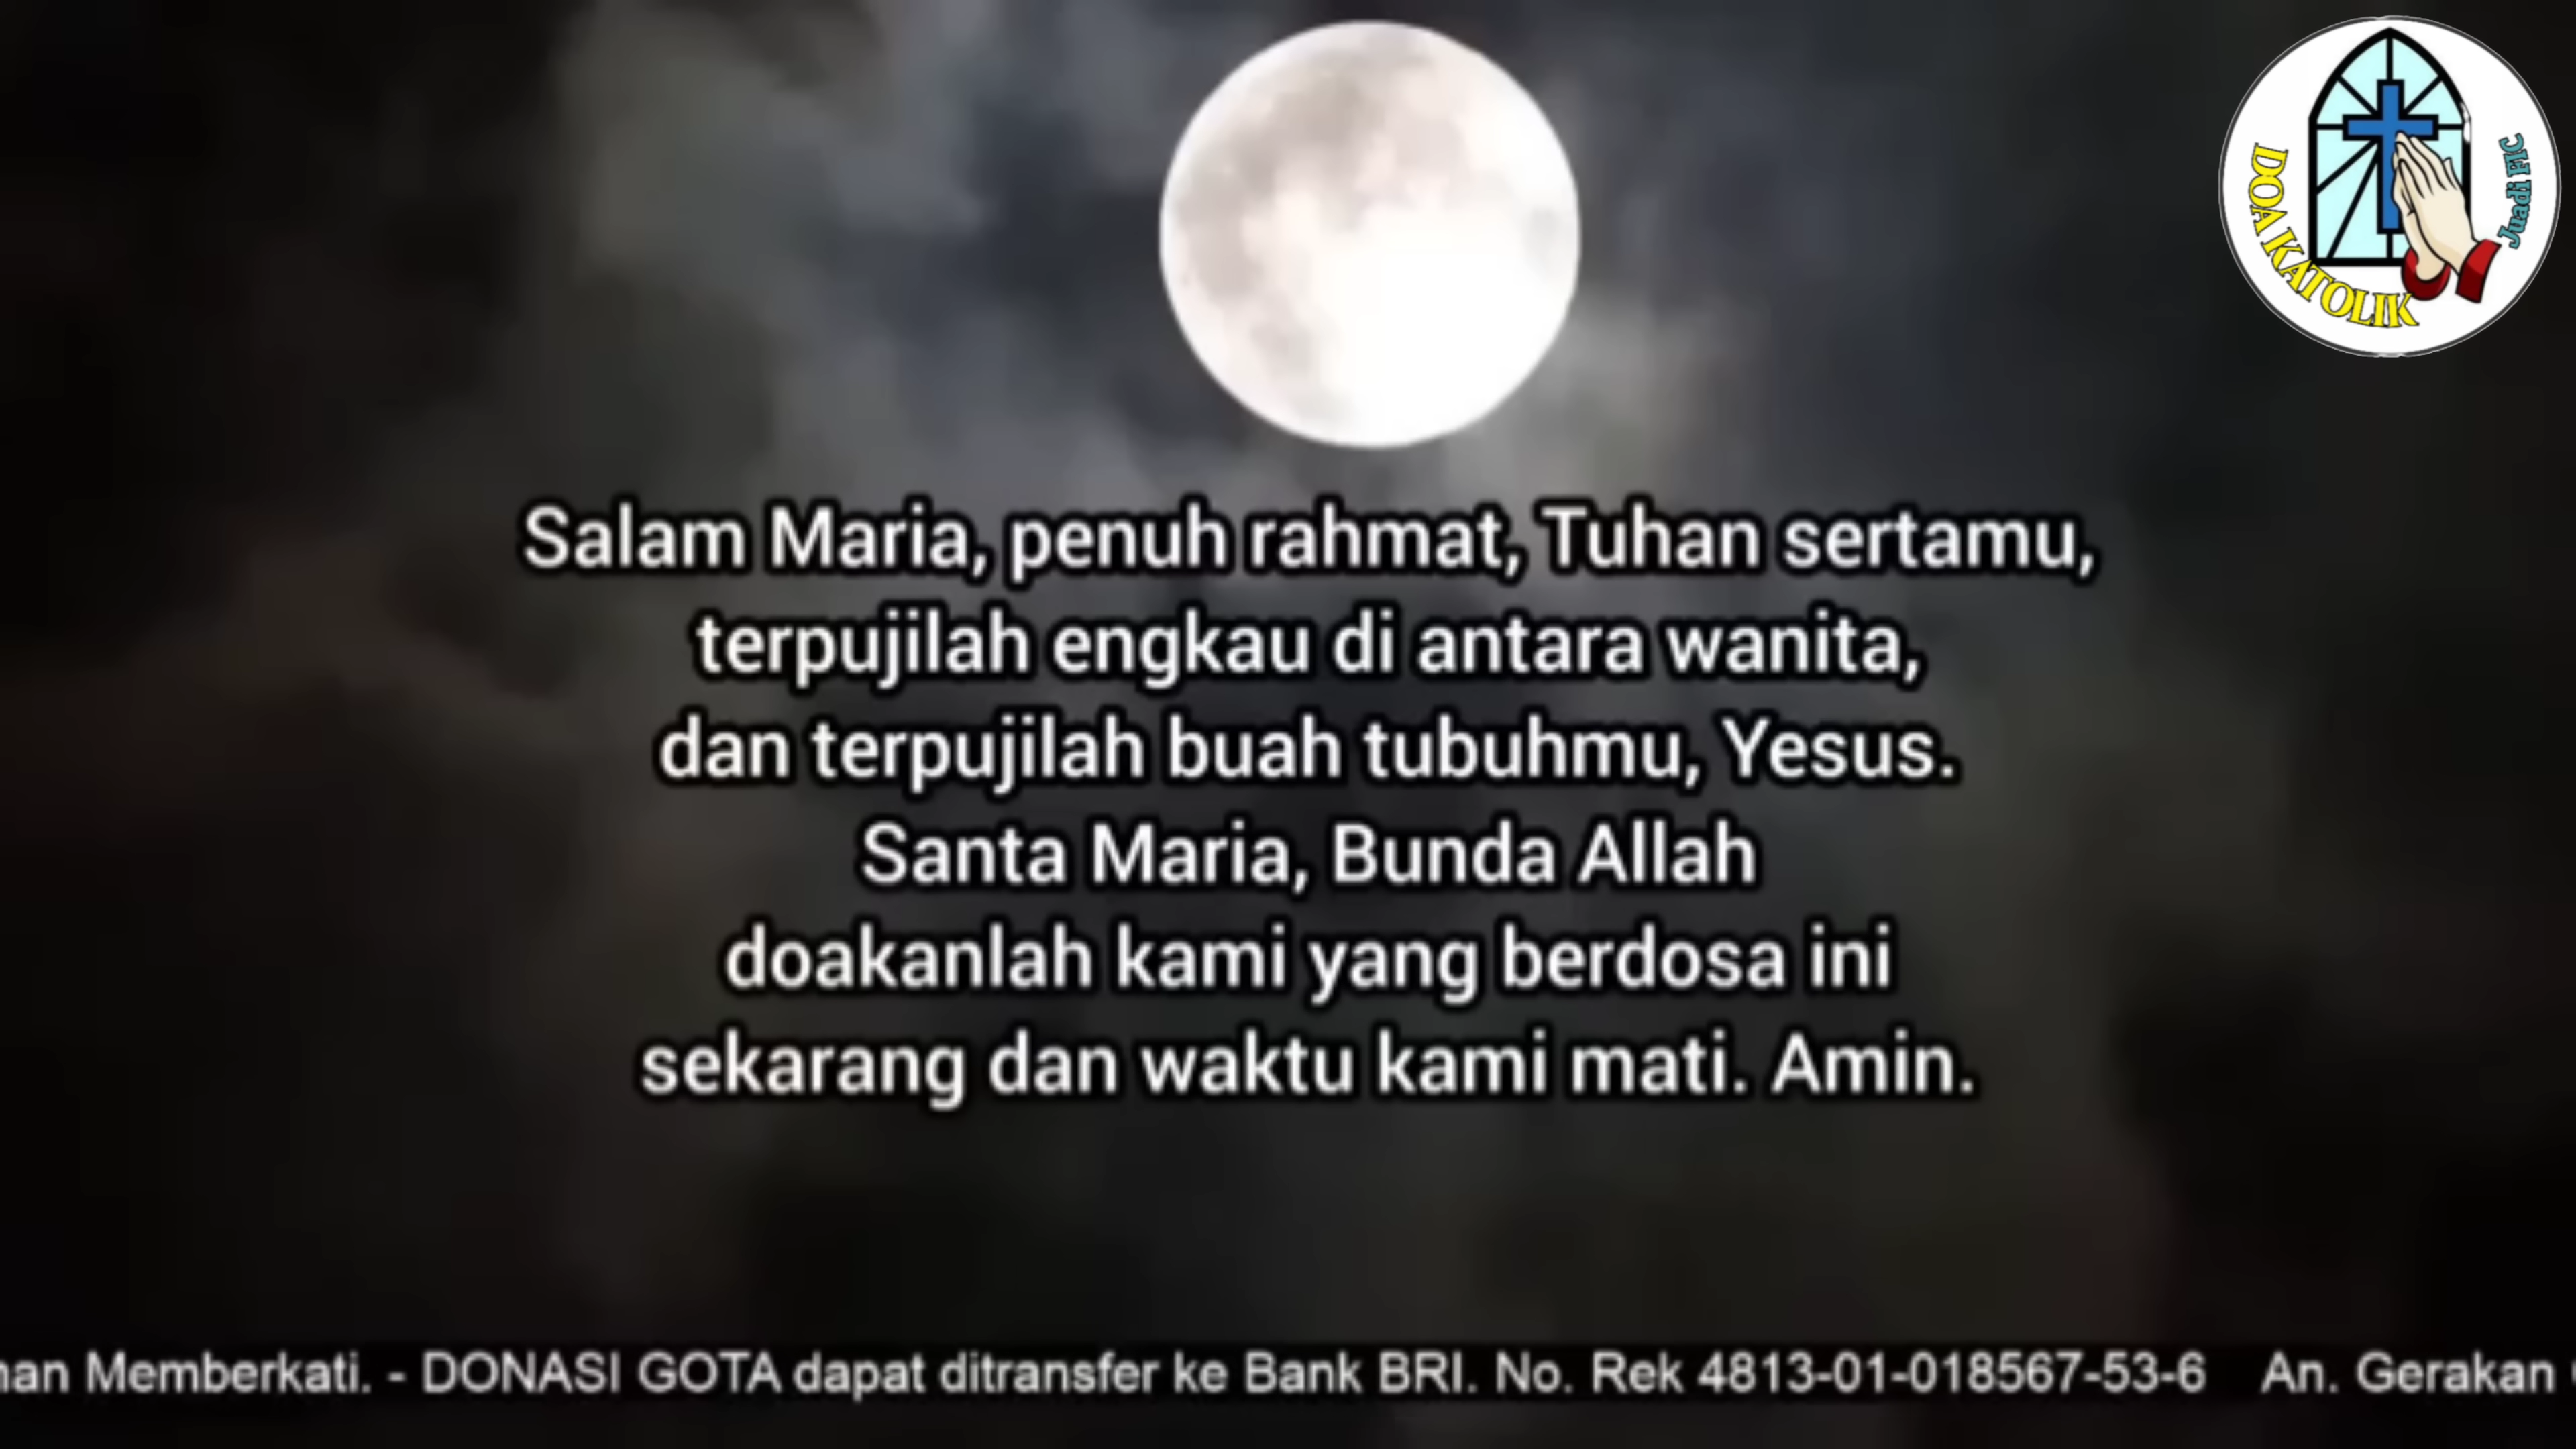 DOA KATOLIK
Juadi FIC
Salam Maria, penuh rahmat, Tuhan sertamu,
terpujilah engkau di antara wanita,
dan terpujilah buah tubuhmu, Yesus.
Santa Maria, Bunda Allah
doakanlah kami yang berdosa ini
sekarang dan waktu kami mati. Amin.
Memberkati. - DONASI GOTA dapat ditransfer ke Bank BRI. No. Rek 4813-01-018567-53-6 An. Gerakan